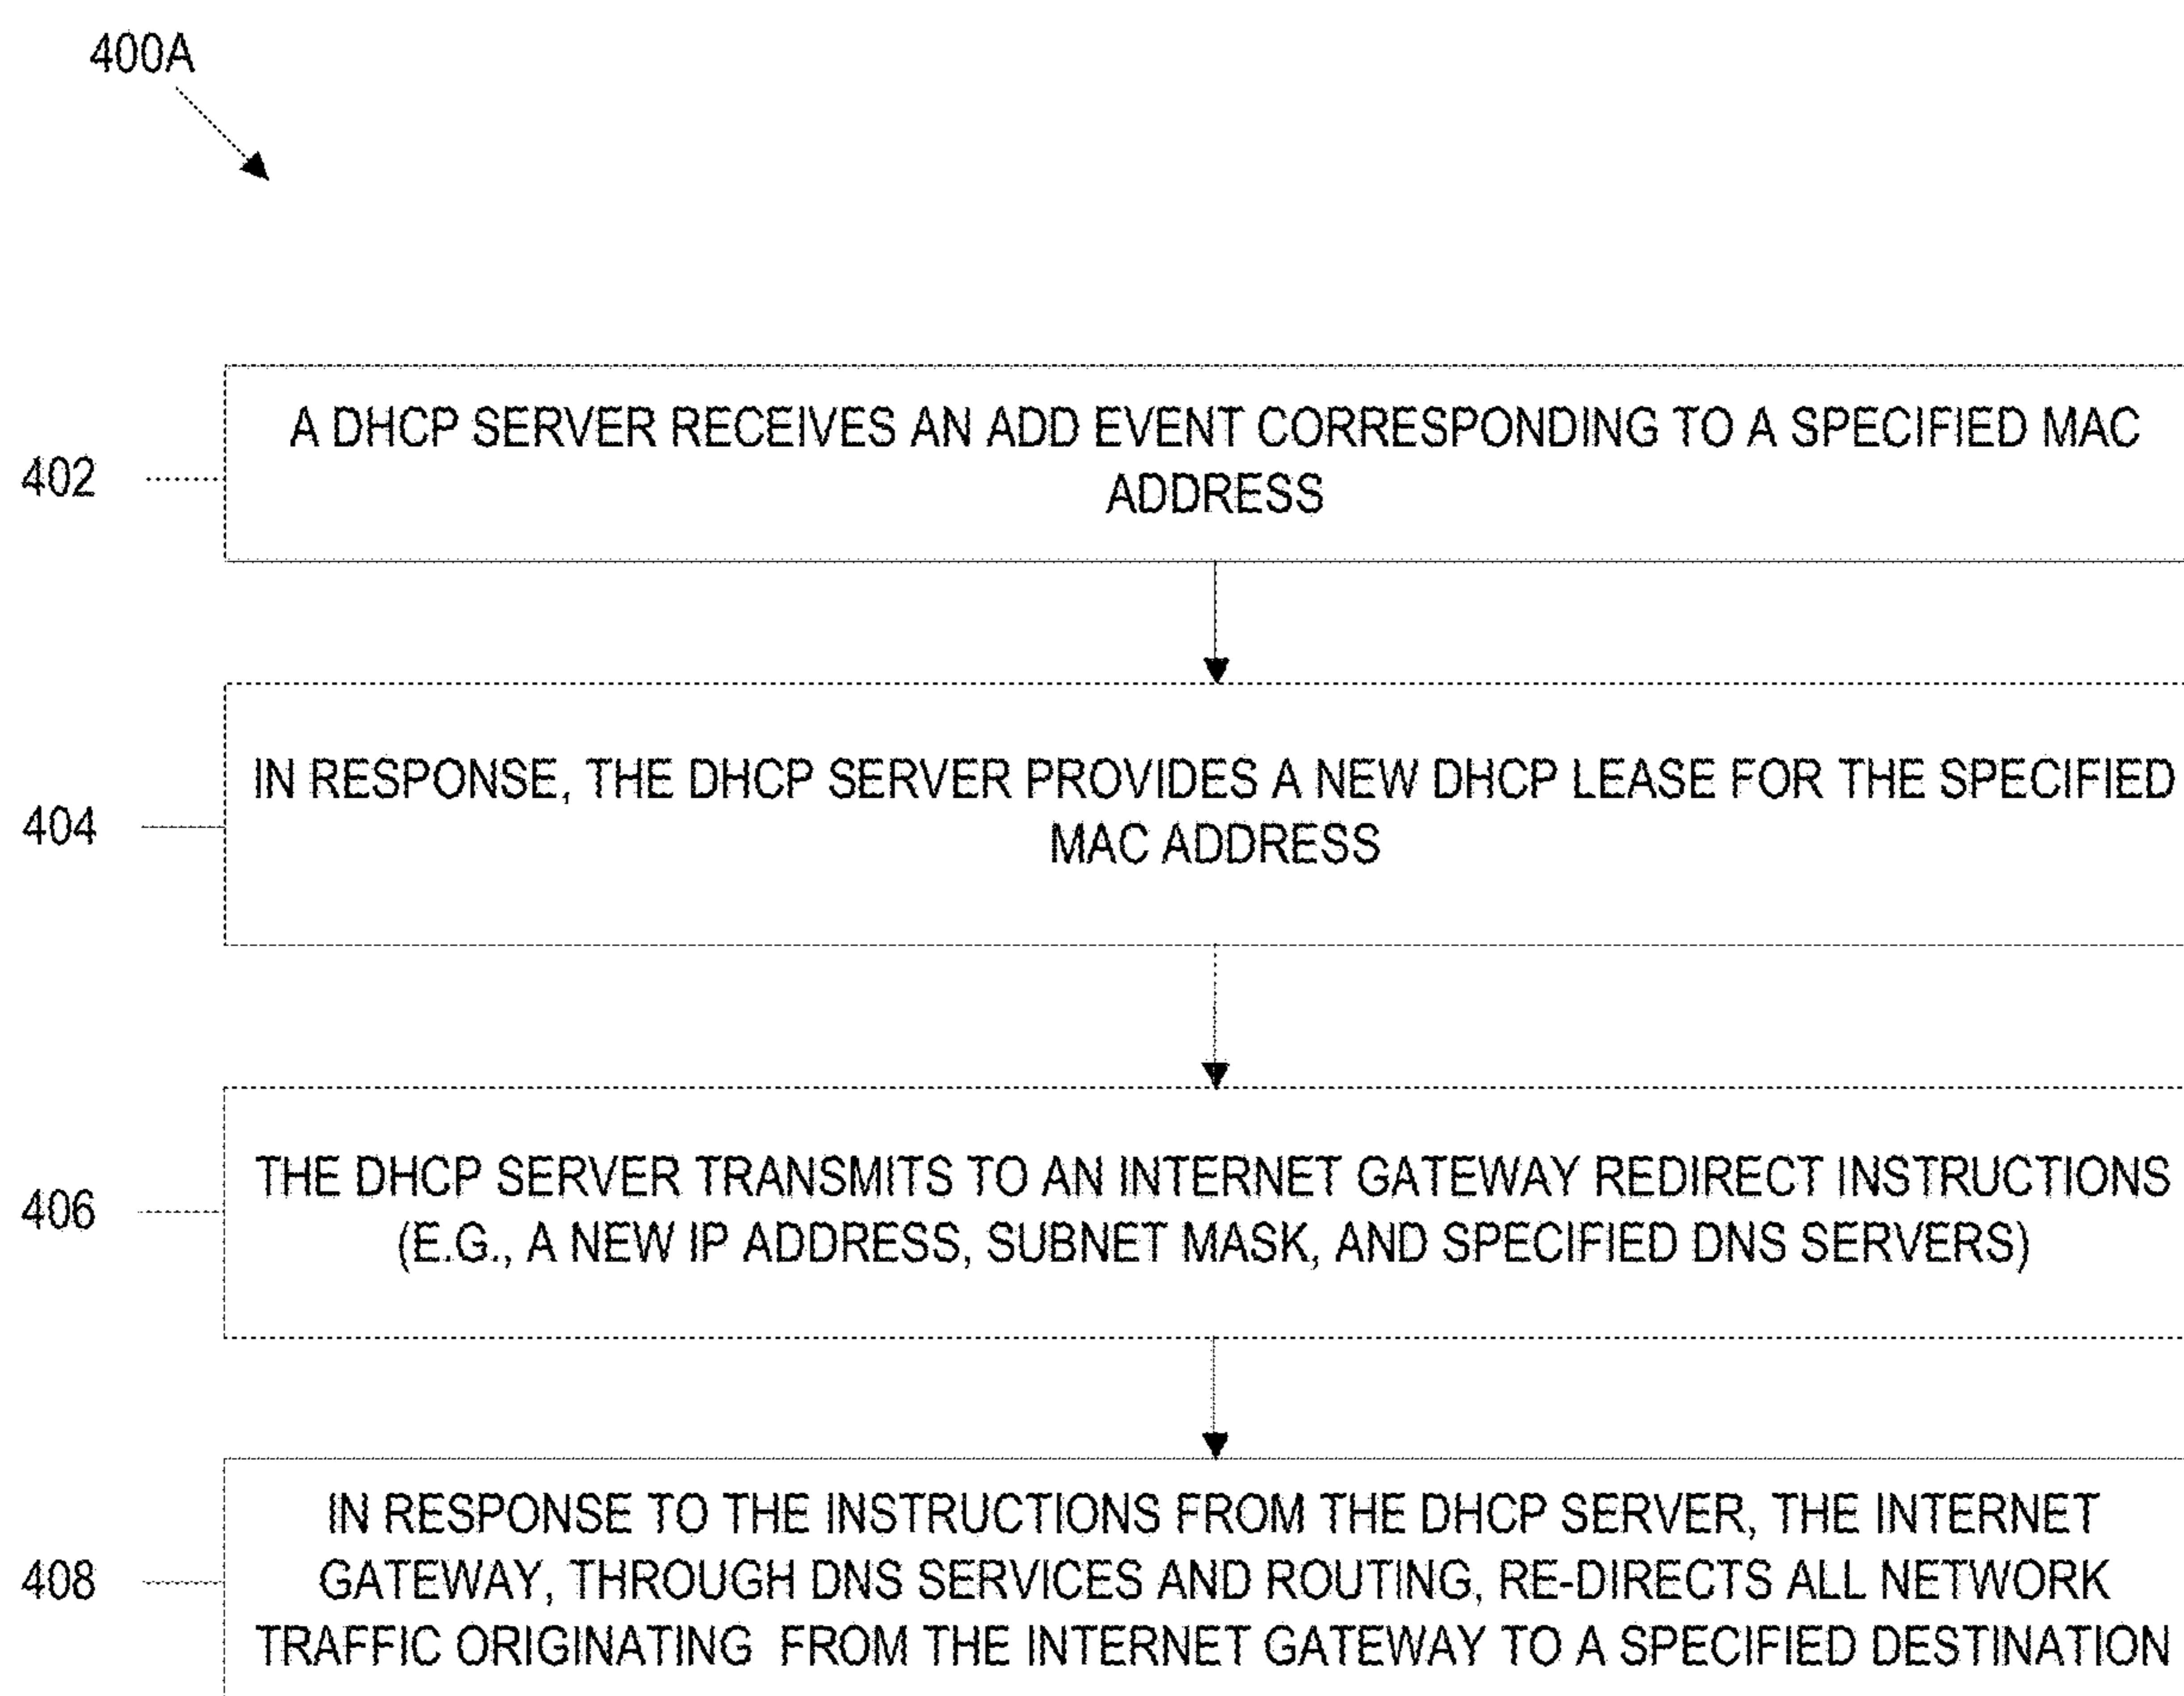 400A
402
A DHCP SERVER RECEIVES AN ADD EVENT CORRESPONDING TO A SPECIFIED MAC
ADDRESS
404
IN RESPONSE, THE DHCP SERVER PROVIDES A NEW DHCP LEASE FOR THE SPECIFIED
MAC ADDRESS
406
THE DHCP SERVER TRANSMITS TO AN INTERNET GATEWAY REDIRECT INSTRUCTIONS
(E.G., A NEW IP ADDRESS, SUBNET MASK, AND SPECIFIED DNS SERVERS)
408
IN RESPONSE TO THE INSTRUCTIONS FROM THE DHCP SERVER, THE INTERNET
GATEWAY, THROUGH DNS SERVICES AND ROUTING, RE-DIRECTS ALL NETWORK
TRAFFIC ORIGINATING FROM THE INTERNET GATEWAY TO A SPECIFIED DESTINATION